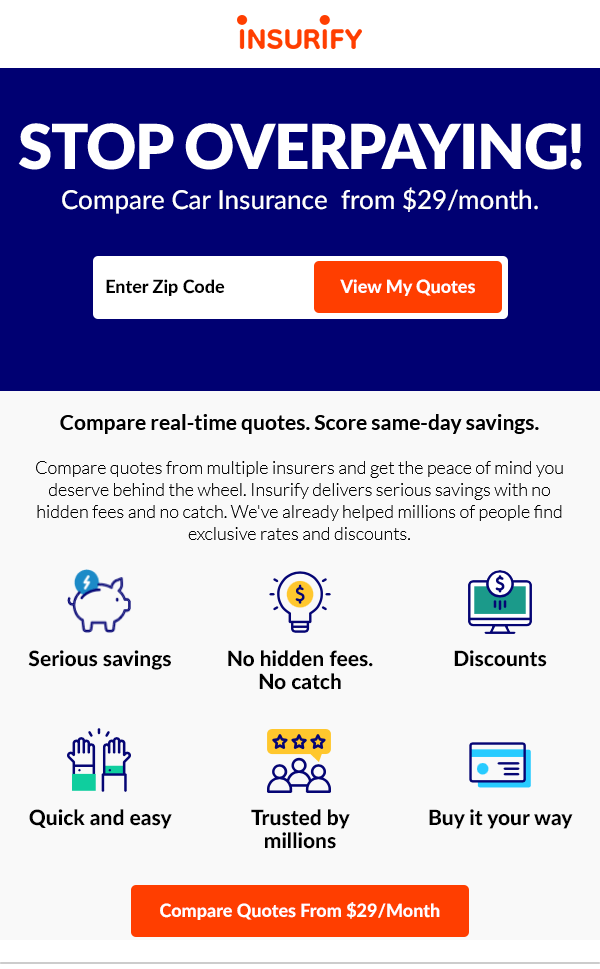 INSURIFY
STOP OVERPAYING!
Compare Car Insurance from $29/month.
Enter Zip Code
View My Quotes
Compare real-time quotes. Score same-day savings.
Compare quotes from multiple insurers and get the peace of mind you
deserve behind the wheel. Insurify delivers serious savings with no
hidden fees and no catch. We've already helped millions of people find
exclusive rates and discounts.
$
$
Serious savings
No hidden fees.
No catch
Discounts
Quick and easy
Trusted by
millions
Buy it your way
Compare Quotes From $29/Month